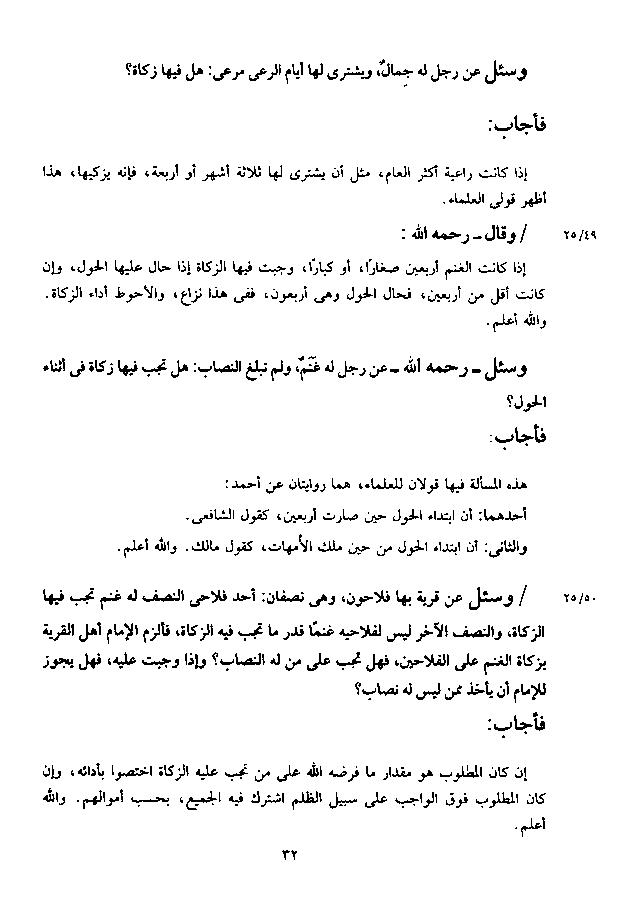 وسئل عن رجل له جِمالٌ، ويشترى لها أيام الرعى مرعى: هل فيها زكاة؟
فأجاب:
إذا كانت راعية أكثر العام، مثل أن يشترى لها ثلاثة أشهر أو أربعة، فإنه يزكيها، هذا
أظهر قولى العلماء.
٢٥/٤٩ / وقال ـ رحمه الله :
إذا كانت الغنم أربعين صغارًا، أو كبارًا، وجبت فيها الزكاة إذا حال عليها الحول، وإن
كانت أقل من أربعين، فحال الحول وهى أربعون، ففى هذا نزاع، والأحوط أداء الزكاة.
والله أعلم.
وسئل ـ رحمه الله ـ عن رجل له غَنَمٌ، ولم تبلغ النصاب: هل تجب فيها زكاة فى أثناء
الحول؟
فأجاب:
هذه المسألة فيها قولان للعلماء، هما روايتان عن أحمد:
أحدهما: أن ابتداء الحول حين صارت أربعين، كقول الشافعى.
والثانى: أن ابتداء الحول من حين ملك الأمهات، كقول مالك. والله أعلم.
٢٥/٥٠ / وسئل عن قرية بها فلاحون، وهى نصفان: أحد فلاحى النصف له غنم تجب فيها
الزكاة، والنصف الآخر ليس لفلاحيه غنمًا قدر ما تجب فيه الزكاة، فألزم الإمام أهل القرية
بزكاة الغنم على الفلاحين، فهل تجب على من له النصاب؟ وإذا وجبت عليه، فهل يجوز
للإمام أن يأخذ ممن ليس له نصاب؟
فأجاب:
إن كان المطلوب هو مقدار ما فرضه الله على من تجب عليه الزكاة اختصوا بأدائه، وإن
كان المطلوب فوق الواجب على سبيل الظلم اشترك فيه الجميع، بحسب أموالهم. والله
أعلم.
٣٢